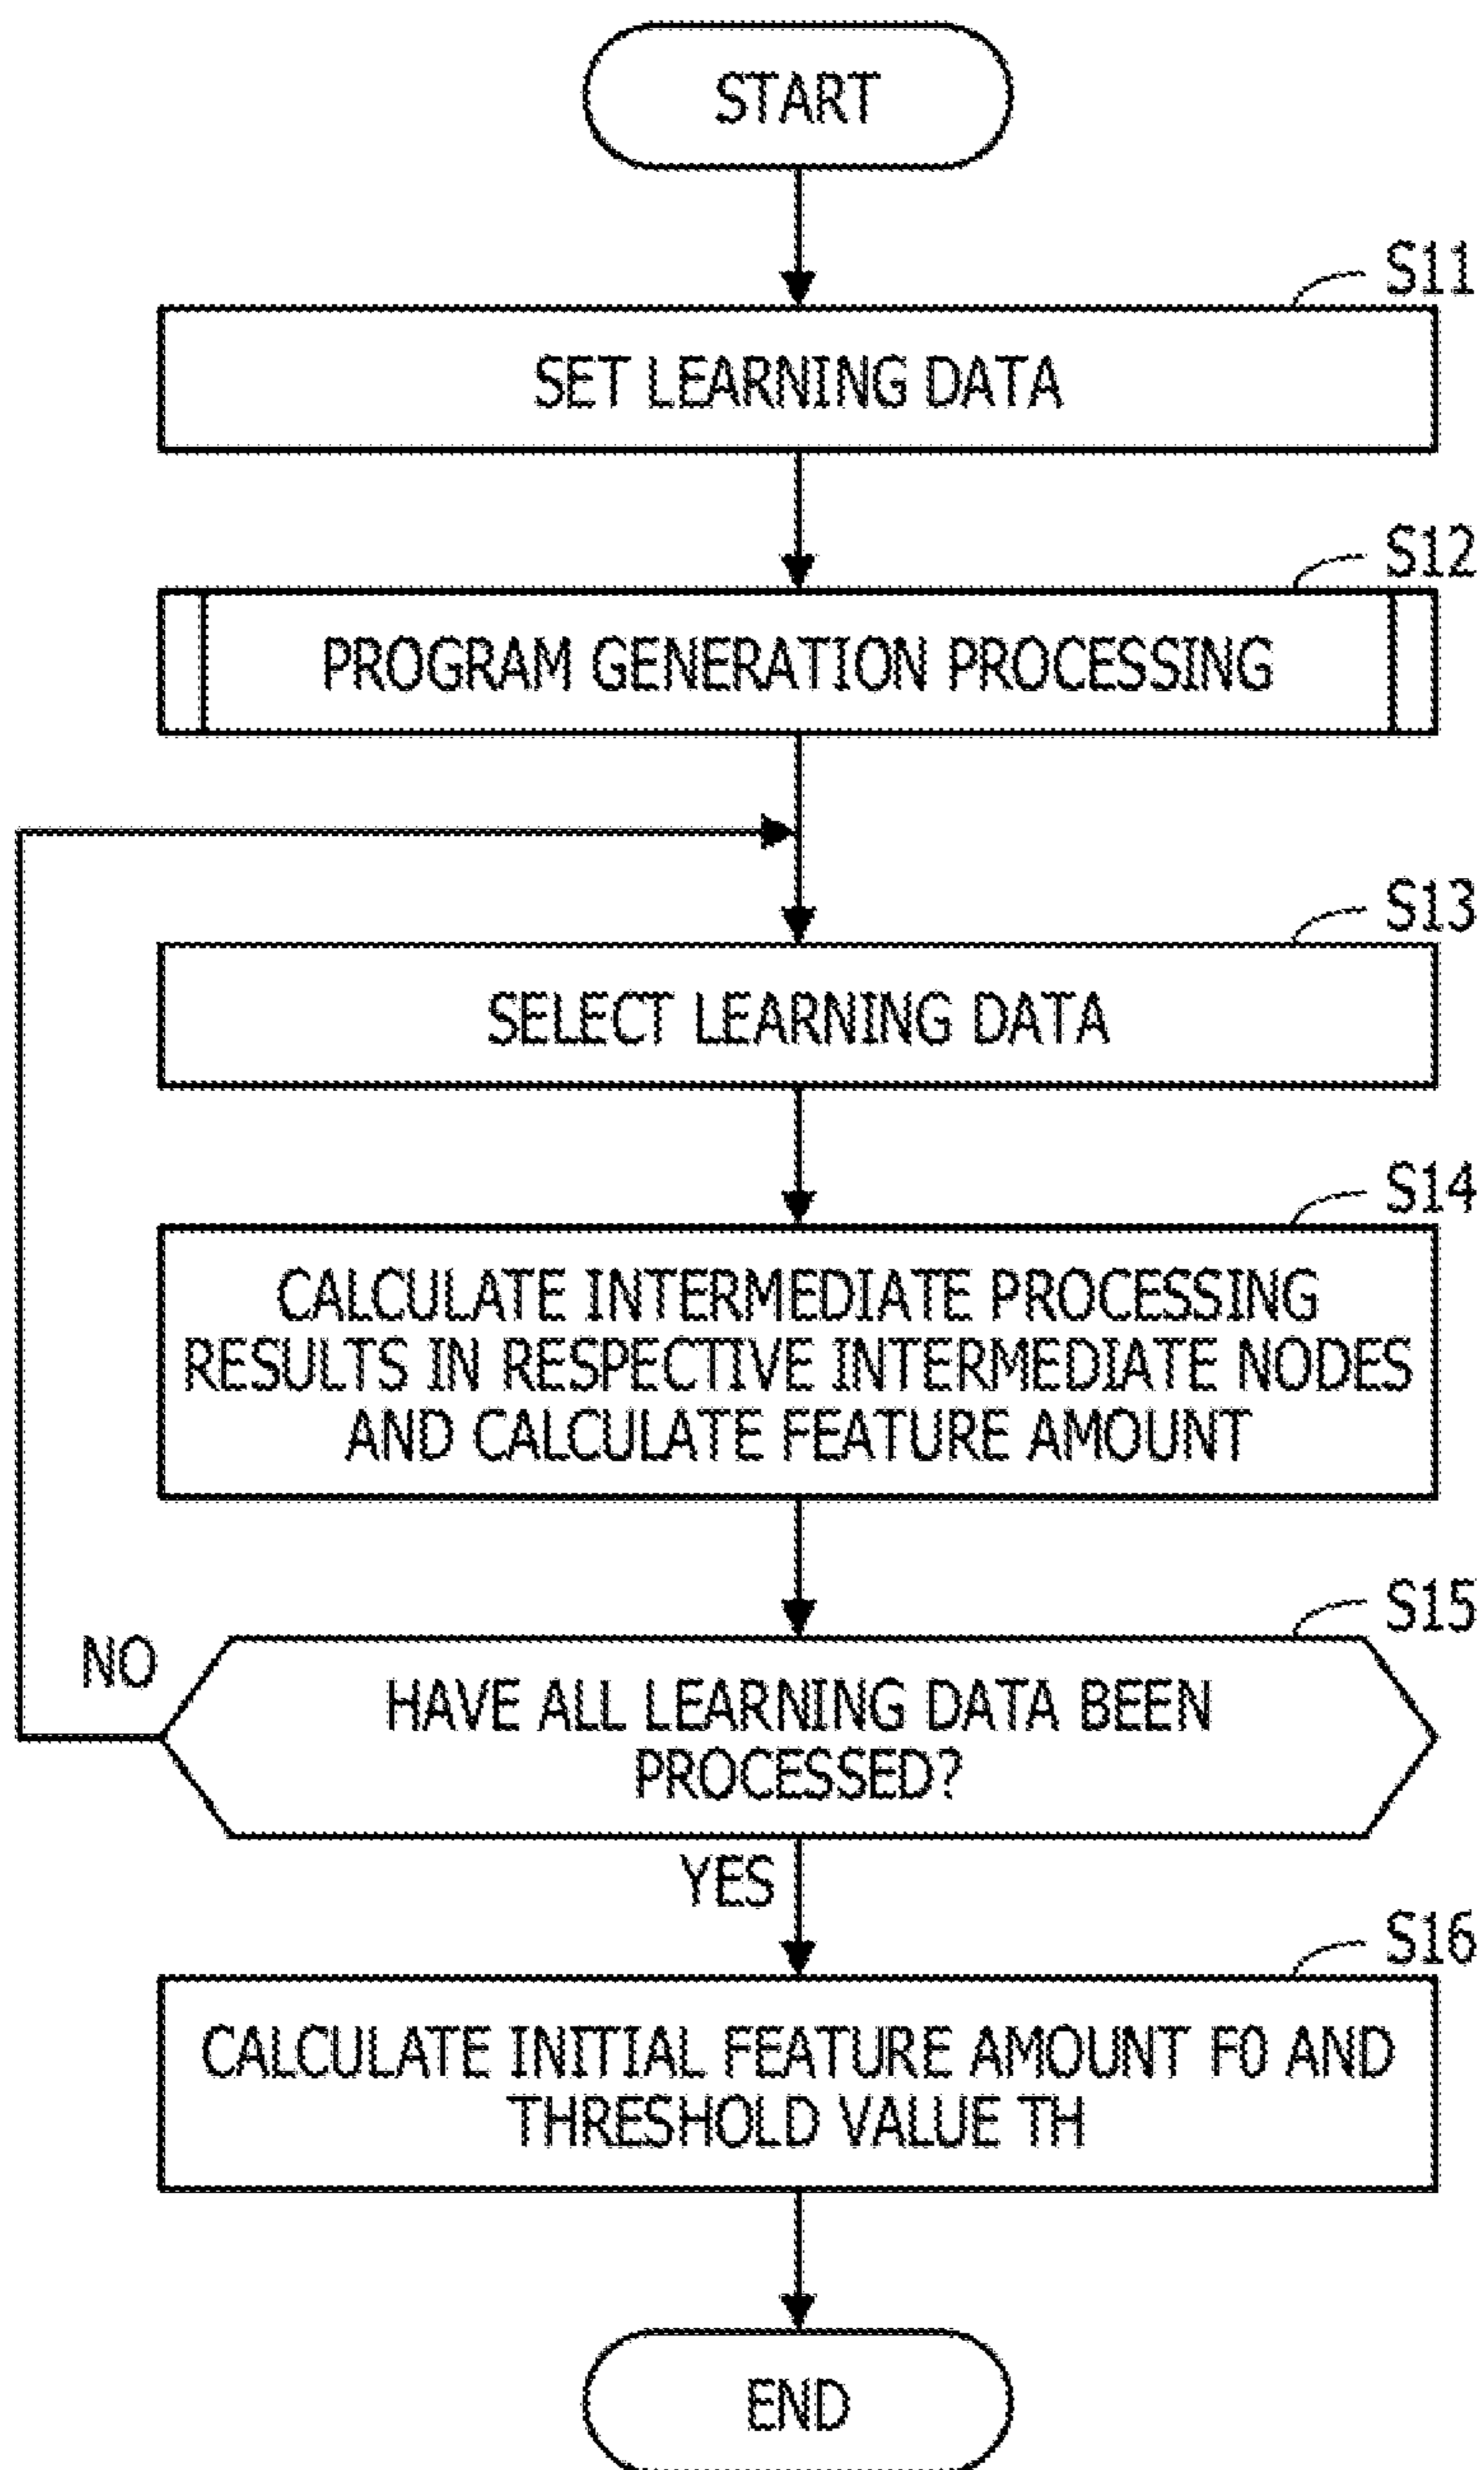 START
S11
SET LEARNING DATA
S12
PROGRAM GENERATION PROCESSING
S13
SELECT LEARNING DATA
S14
CALCULATE INTERMEDIATE PROCESSING
RESULTS IN RESPECTIVE INTERMEDIATE NODES
AND CALCULATE FEATURE AMOUNT
S15
NO
HAVE ALL LEARNING DATA BEEN
PROCESSED?
YES
S16
CALCULATE INITIAL FEATURE AMOUNT F0 AND
THRESHOLD VALUE TH
END